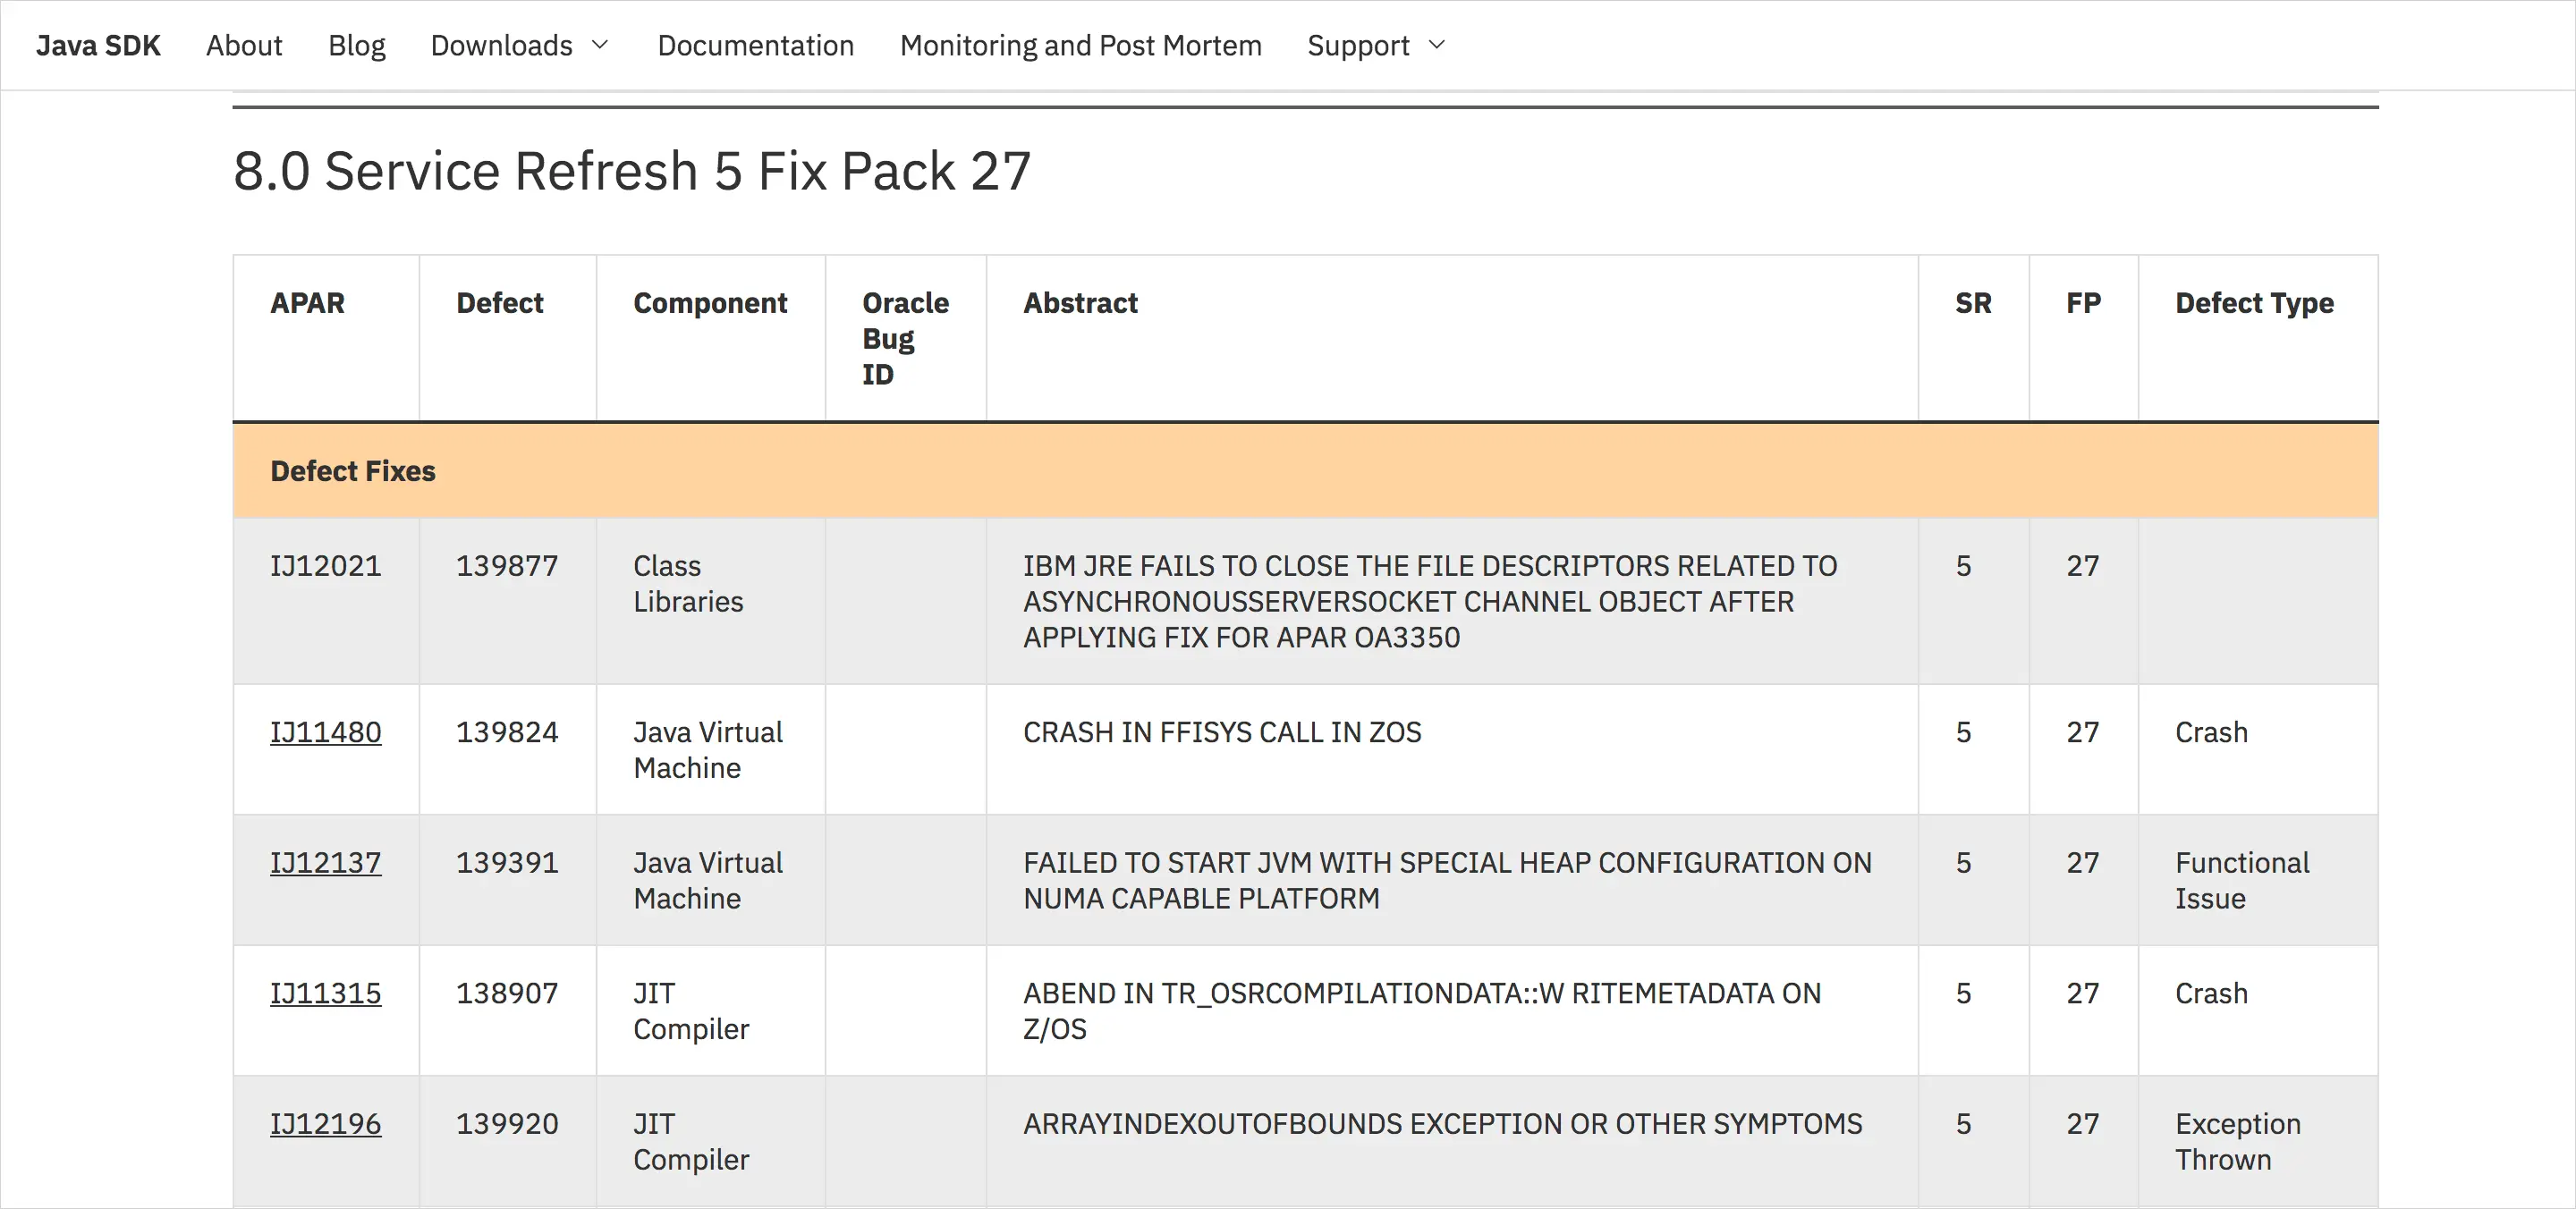 Java SDK About Blog Downloads Documentation Monitoring and Post Mortem Support
8.0 Service Refresh 5 Fix Pack 27
APAR Defect Component Oracle Abstract SR FP Defect Type
Bug
ID
Defect Fixes
IJ12021 139877 Class IBM JRE FAILS TO CLOSE THE FILE DESCRIPTORS RELATED TO 5 27
Libraries ASYNCHRONOUSSERVERSOCKET CHANNEL OBJECT AFTER
APPLYING FIX FOR APAR OA3350
IJ11480 139824 Java Virtual CRASH IN FFISYS CALL IN ZOS 5 27 Crash
Machine
IJ12137 139391 Java Virtual FAILED TO START JVM WITH SPECIAL HEAP CONFIGURATION ON 5 27 Functional
Machine NUMA CAPABLE PLATFORM Issue
IJ11315 138907 JIT ABEND IN TR_OSRCOMPILATIONDATA::W RITEMETADATA ON 5 27 Crash
Compiler Z/OS
IJ12196 139920 JIT ARRAYINDEXOUTOFBOUNDS EXCEPTION OR OTHER SYMPTOMS 5 27 Exception
Compiler Thrown